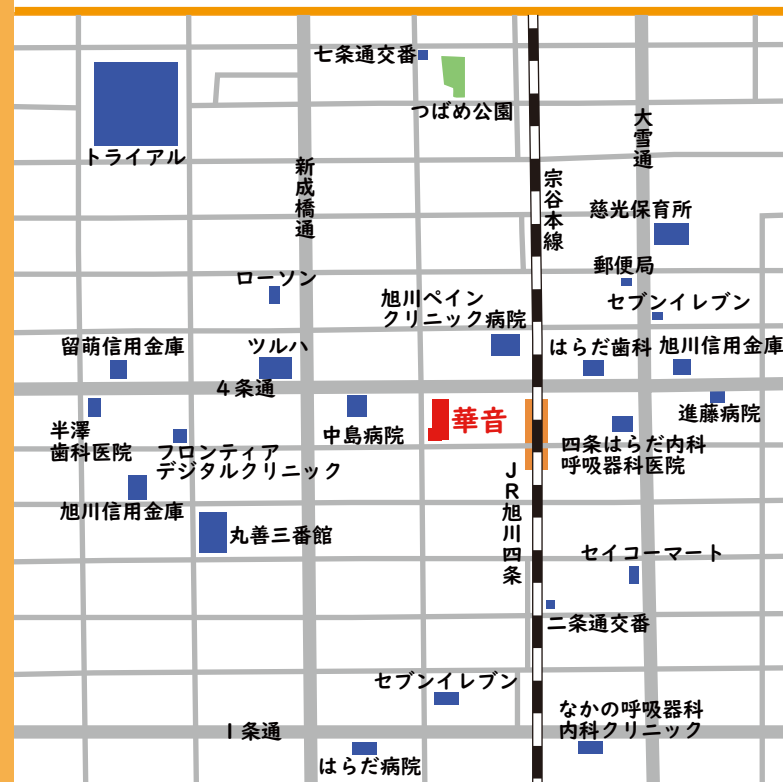 七条通交番
つばめ公園
トライアル
大雪通
新成橋通
宗谷本線
慈光保育所
郵便局
ローソン
旭川ペイン
クリニック病院
セブンイレブン
留萌信用金庫
ツルハ
はらだ歯科
旭川信用金庫
4条通
進藤病院
華音
中島病院
半澤
歯科医院
フロンティア
デジタルクリニック
四条はらだ内科
呼吸器科医院
JR旭川四条
旭川信用金庫
丸善三番館
セイコーマート
二条通交番
セブンイレブン
なかの呼吸器科
内科クリニック
1条通
はらだ病院